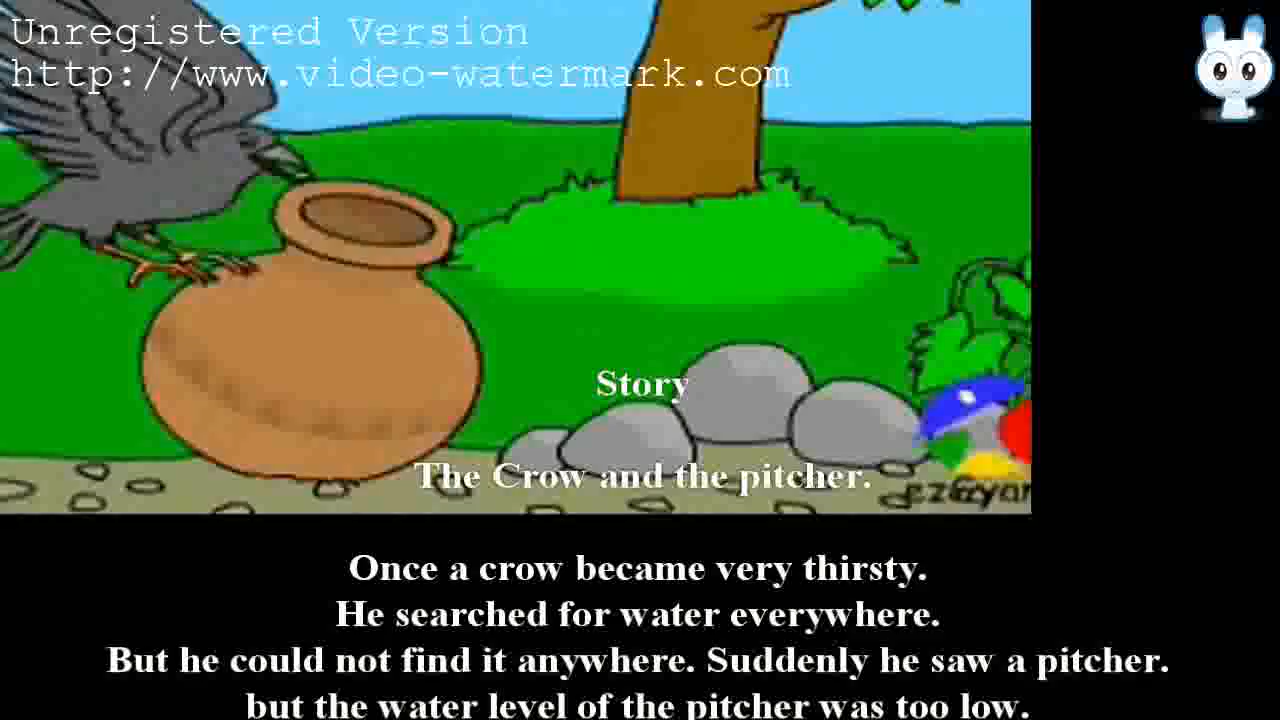 Unregistered Version
http://www.video-watermark.com
Story
The Crow and the pitcher.
Once a crow became very thirsty.
He searched for water everywhere.
But he could not find it anywhere. Suddenly he saw a pitcher.
but the water level of the pitcher was too low.